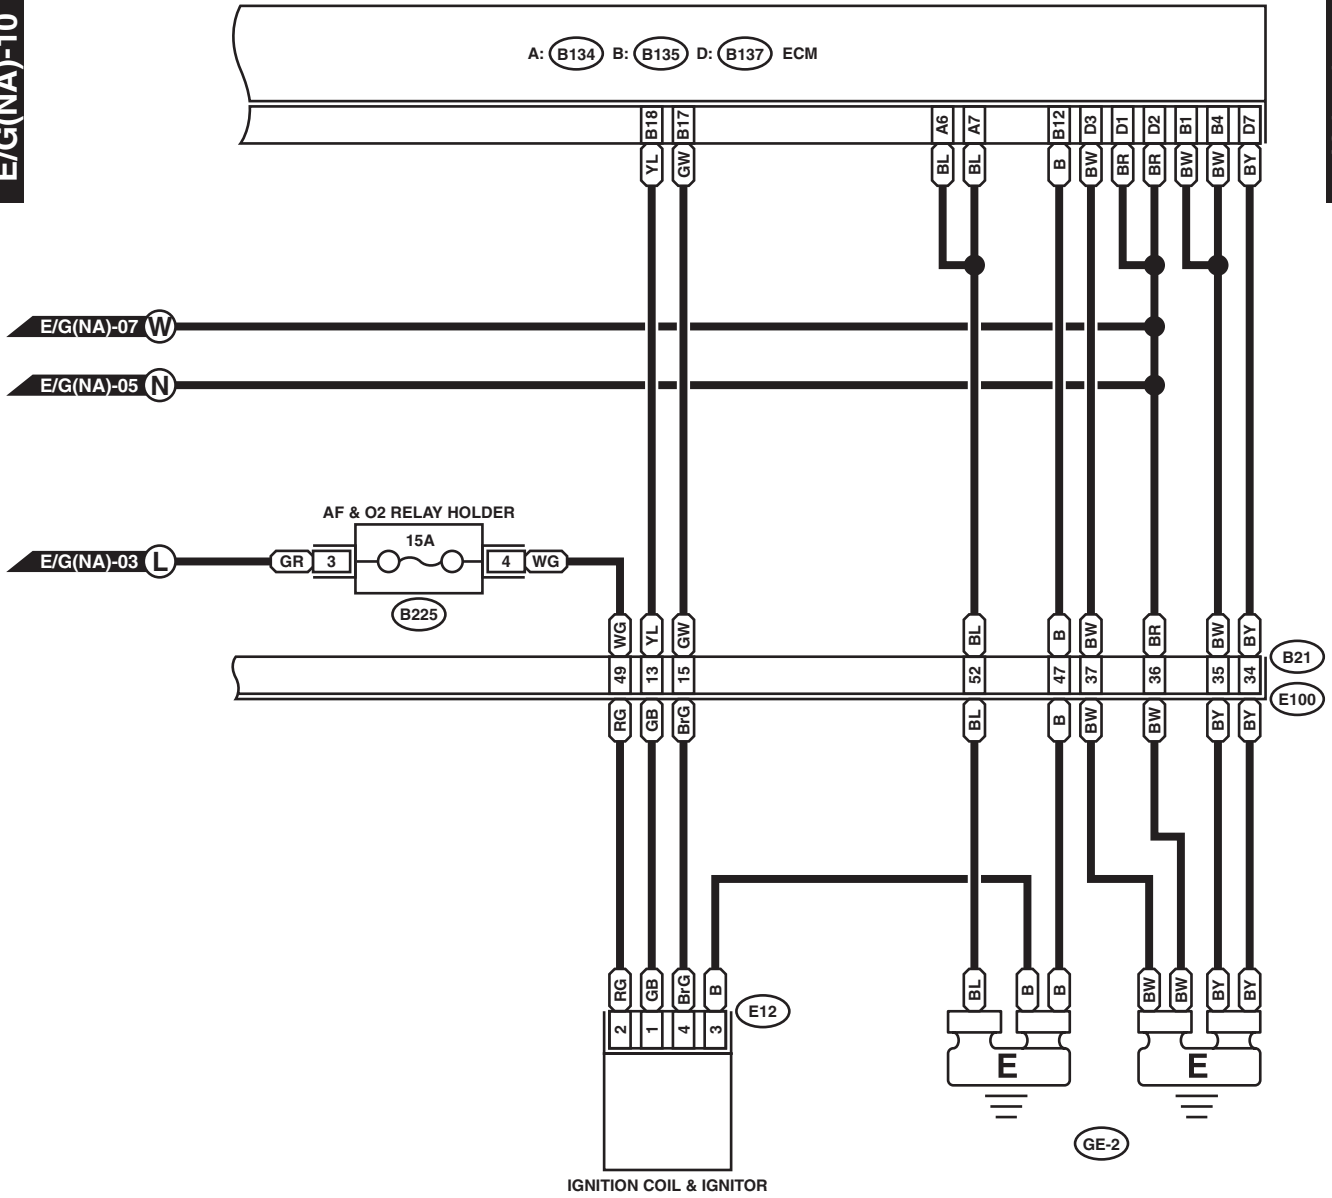 E/G(NA)-10
A: B134 B: B135 D: B137 ECM
B18 B17 A6 A7 B12 D3 D1 D2 B1 B4 D7
YL GW BL BL B BW BR BR BW BW BY
E/G(NA)-07 W
E/G(NA)-05 N
AF & O2 RELAY HOLDER
15A
E/G(NA)-03 L GR 3 4 WG
B225
WG YL GW BL B BW BR BW BY
B21
49 13 15 52 47 37 36 35 34
E100
RG GB BrG BL B BW BW BY BY
RG GB BrG B BL B B BW BW BY BY
E12
2 1 4 3
E E
GE-2
IGNITION COIL & IGNITOR